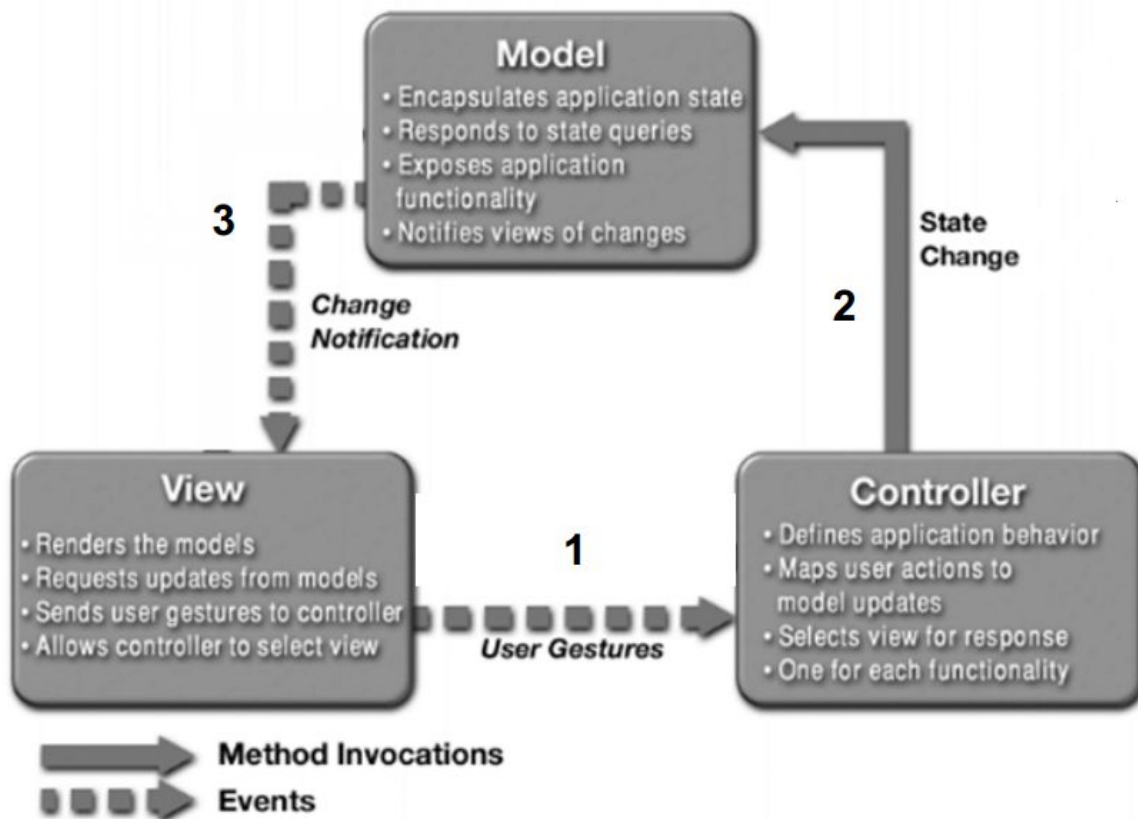 Model
• Encapsulates application state
• Responds to state queries
• Exposes application
functionality
• Notifies views of changes
3
Change
Notification
State
Change
2
View
• Renders the models
• Requests updates from models
• Sends user gestures to controller
• Allows controller to select view
1
User Gestures
Controller
• Defines application behavior
• Maps user actions to
model updates
• Selects view for response
• One for each functionality
Method Invocations
Events